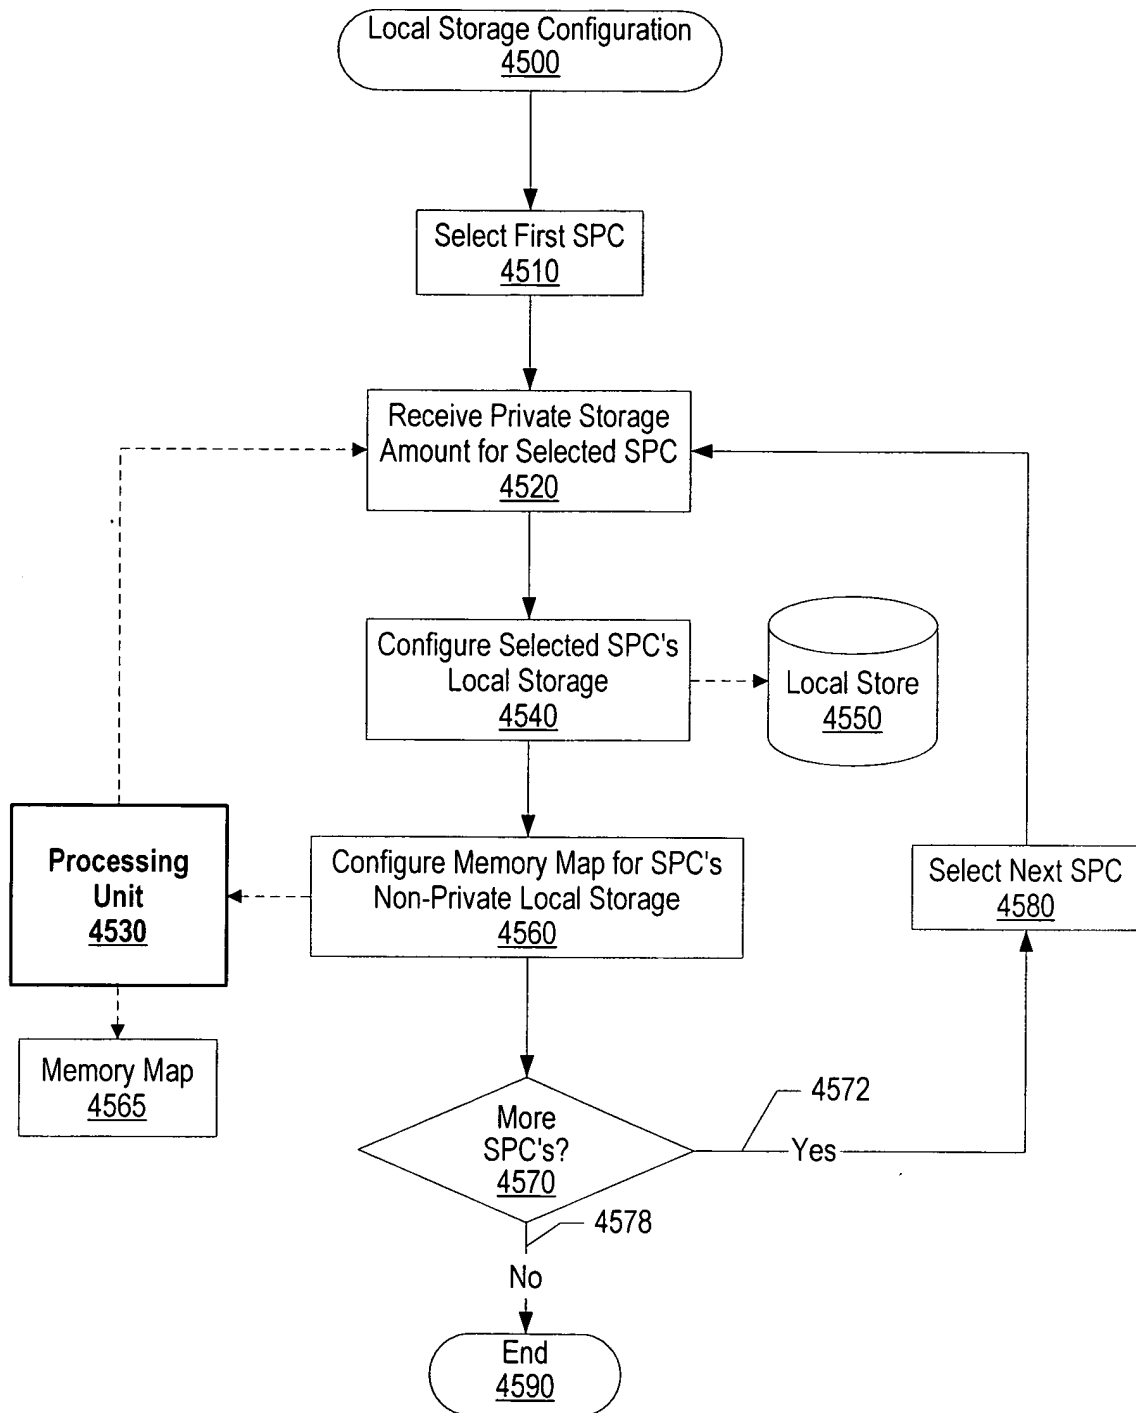 Local Storage Configuration
4500
Select First SPC
4510
Receive Private Storage
Amount for Selected SPC
4520
Configure Selected SPC's
Local Storage
4540
Local Store
4550
Processing
Unit
4530
Configure Memory Map for SPC's
Non-Private Local Storage
4560
Select Next SPC
4580
Memory Map
4565
More
SPC's?
4570
4572
Yes
4578
No
End
4590